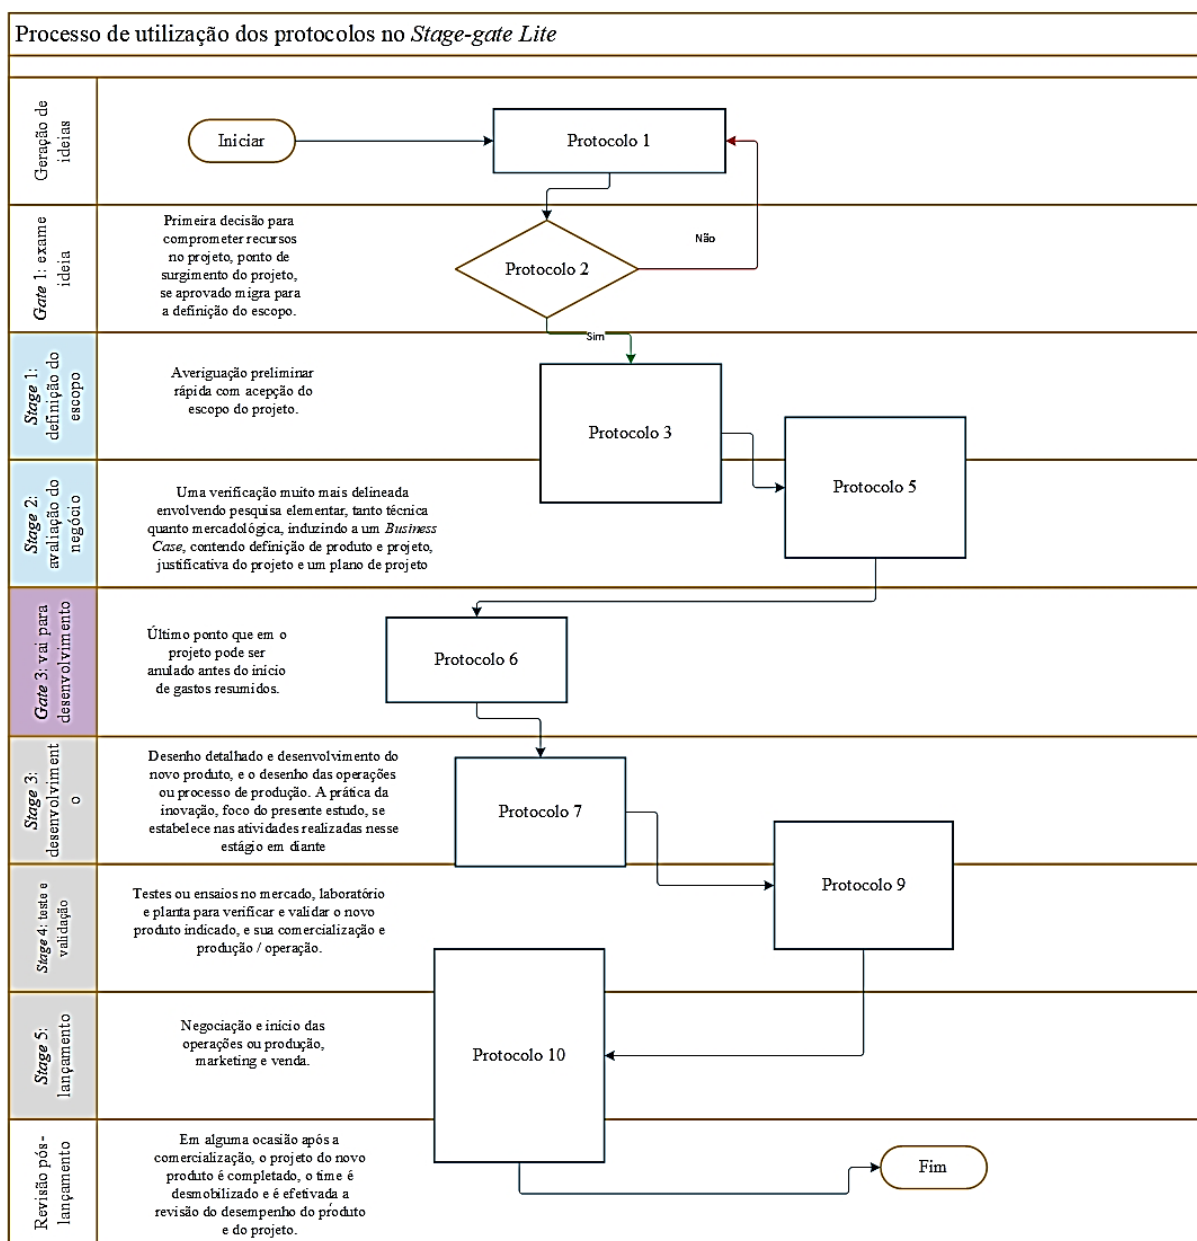 Processo de utilização dos protocolos no Stage-gate Lite
Geração de
ideias
Iniciar
Protocolo 1
Gate 1: exame
ideia
Primeira decisão para
comprometer recursos
no projeto, ponto de
surgimento do projeto,
se aprovado migra para
a definição do escopo.
Protocolo 2
Não
Sim
Stage 1:
definição do
escopo
Averiguação preliminar
rápida com acepção do
escopo do projeto.
Protocolo 3
Protocolo 5
Stage 2:
avaliação do
negócio
Uma verificação muito mais delineada
envolvendo pesquisa elementar, tanto técnica
quanto mercadológica, induzindo a um Business
Case, contendo definição de produto e projeto,
justificativa do projeto e um plano de projeto
Gate 3: vai para
desenvolvimento
Último ponto que em o
projeto pode ser
anulado antes do início
de gastos resumidos.
Protocolo 6
Stage 3:
desenvolviment
o
Desenho detalhado e desenvolvimento do
novo produto, e o desenho das operações
ou processo de produção. A prática da
inovação, foco do presente estudo, se
estabelece nas atividades realizadas nesse
estágio em diante
Protocolo 7
Protocolo 9
Stage 4: teste e
validação
Testes ou ensaios no mercado, laboratório
e planta para verificar e validar o novo
produto indicado, e sua comercialização e
produção / operação.
Stage 5:
lançamento
Negociação e início das
operações ou produção,
marketing e venda.
Protocolo 10
Revisão pós-
lançamento
Em alguma ocasião após a
comercialização, o projeto do novo
produto é completado, o time é
desmobilizado e é efetivada a
revisão do desempenho do produto
e do projeto.
Fim